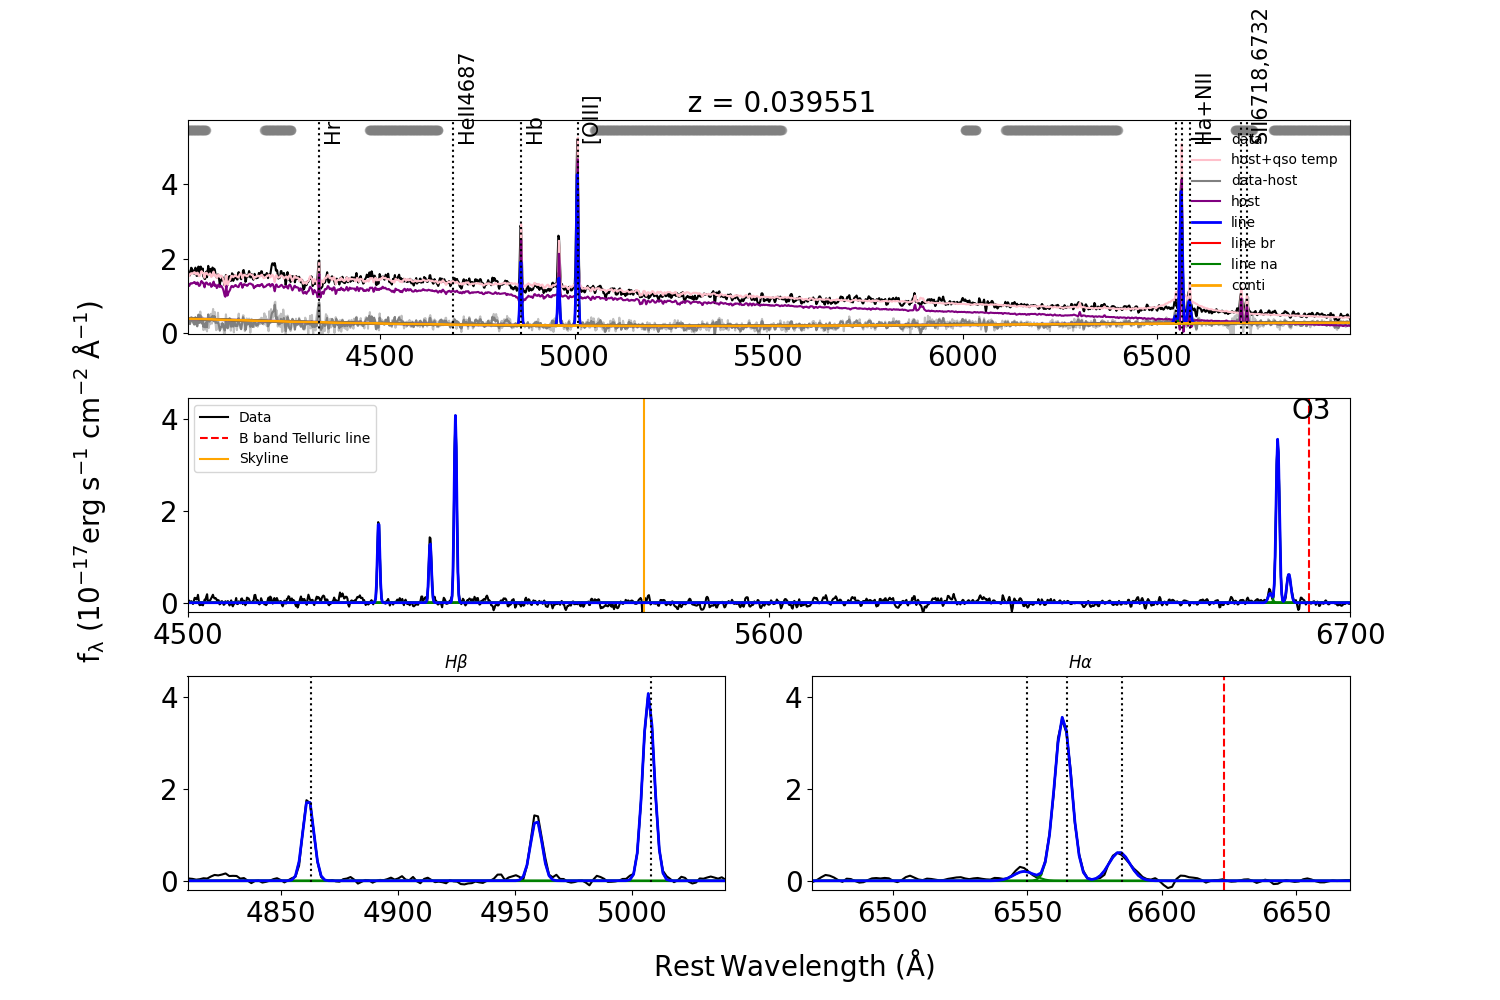 z = 0.039551
Hr
HeII4687
Hb
[OIII]
Ha+NII
SII6718,6732
data
host+qso temp
data-host
host
line
line br
line na
conti
4
2
0
4500 5000 5500 6000 6500
O3
Data
B band Telluric line
Skyline
4
2
0
4500 5600 6700
fλ (10⁻¹⁷erg s⁻¹ cm⁻² Å⁻¹)
Hβ
4
2
0
4850 4900 4950 5000
Hα
4
2
0
6500 6550 6600 6650
Rest Wavelength (Å)